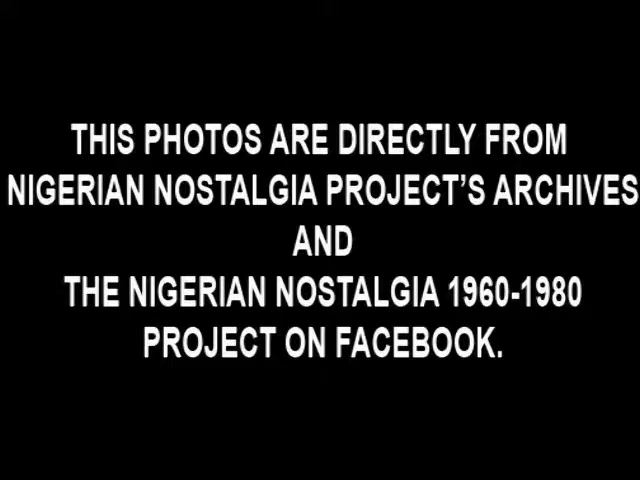 THIS PHOTOS ARE DIRECTLY FROM
NIGERIAN NOSTALGIA PROJECT'S ARCHIVES
AND
THE NIGERIAN NOSTALGIA 1960-1980
PROJECT ON FACEBOOK.